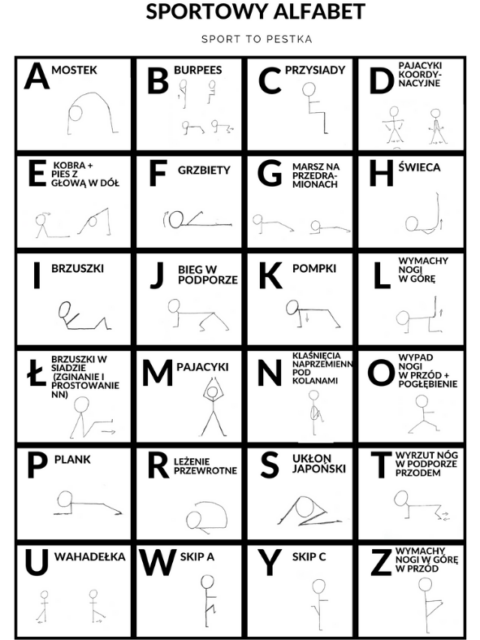 SPORTOWY ALFABET
SPORT TO PESTKA
A MOSTEK
B BURPEES
C PRZYSIADY
D PAJACYKI
KOORDY-
NACYJNE
E KOBRA +
PIES Z
GŁOWĄ W DÓŁ
F GRZBIETY
G MARSZ NA
PRZEDRA-
MIONACH
H ŚWIECA
I BRZUSZKI
J BIEG W
PODPORZE
K POMPKI
L WYMACHY
NOGI
W GÓRĘ
Ł BRZUSZKI W
SIADZIE
(ZGINANIE I
PROSTOWANIE
NN)
M PAJACYKI
N KLAŚNIĘCIA
NAPRZEMIENN
POD
KOLANAMI
O WYPAD
NOGI
W PRZÓD +
POGŁĘBIENIE
P PLANK
R LEŻENIE
PRZEWROTNE
S UKŁON
JAPOŃSKI
T WYRZUT NÓG
W PODPORZE
PRZODEM
U WAHADEŁKA
W SKIP A
Y SKIP C
Z WYMACHY
NOGI W GÓRĘ
W PRZÓD